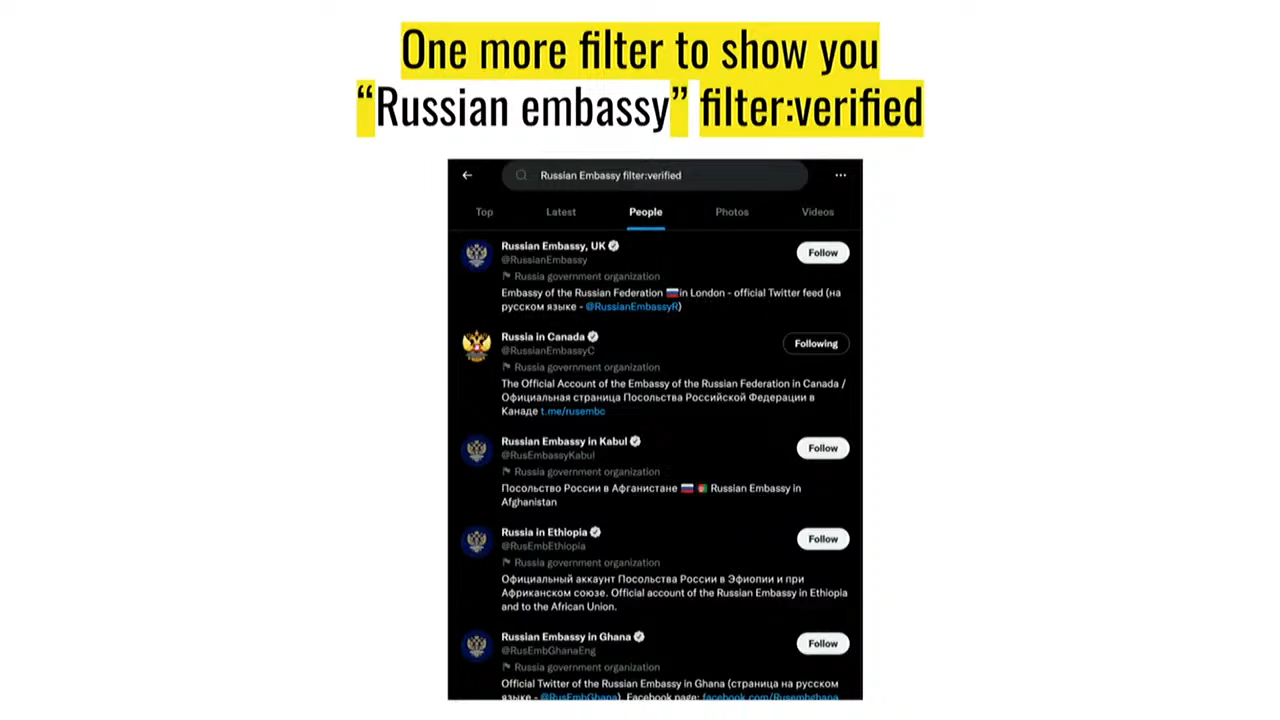 One more filter to show you
“Russian embassy” filter:verified
Russian Embassy filter:verified
Top Latest People Photos Videos
Russian Embassy, UK
Follow
@RussianEmbassy
Russia government organization
Embassy of the Russian Federation in London - official Twitter feed (на
русском языке - @RussianEmbassyR)
Russia in Canada
Following
@RussianEmbassyC
Russia government organization
The Official Account of the Embassy of the Russian Federation in Canada /
Официальная страница Посольства Российской Федерации в
Канаде t.me/rusembc
Russian Embassy in Kabul
Follow
@RusEmbassyKabul
Russia government organization
Посольство России в Афганистане Russian Embassy in
Afghanistan
Russia in Ethiopia
Follow
@RusEmbEthiopia
Russia government organization
Официальный аккаунт Посольства России в Эфиопии и при
Африканском союзе. Official account of the Russian Embassy in Ethiopia
and to the African Union.
Russian Embassy in Ghana
Follow
@RusEmbGhanaEng
Russia government organization
Official Twitter of the Russian Embassy in Ghana (страница на русском
языке - @RusEmbGhana). Facebook page: facebook.com/Rusembghana